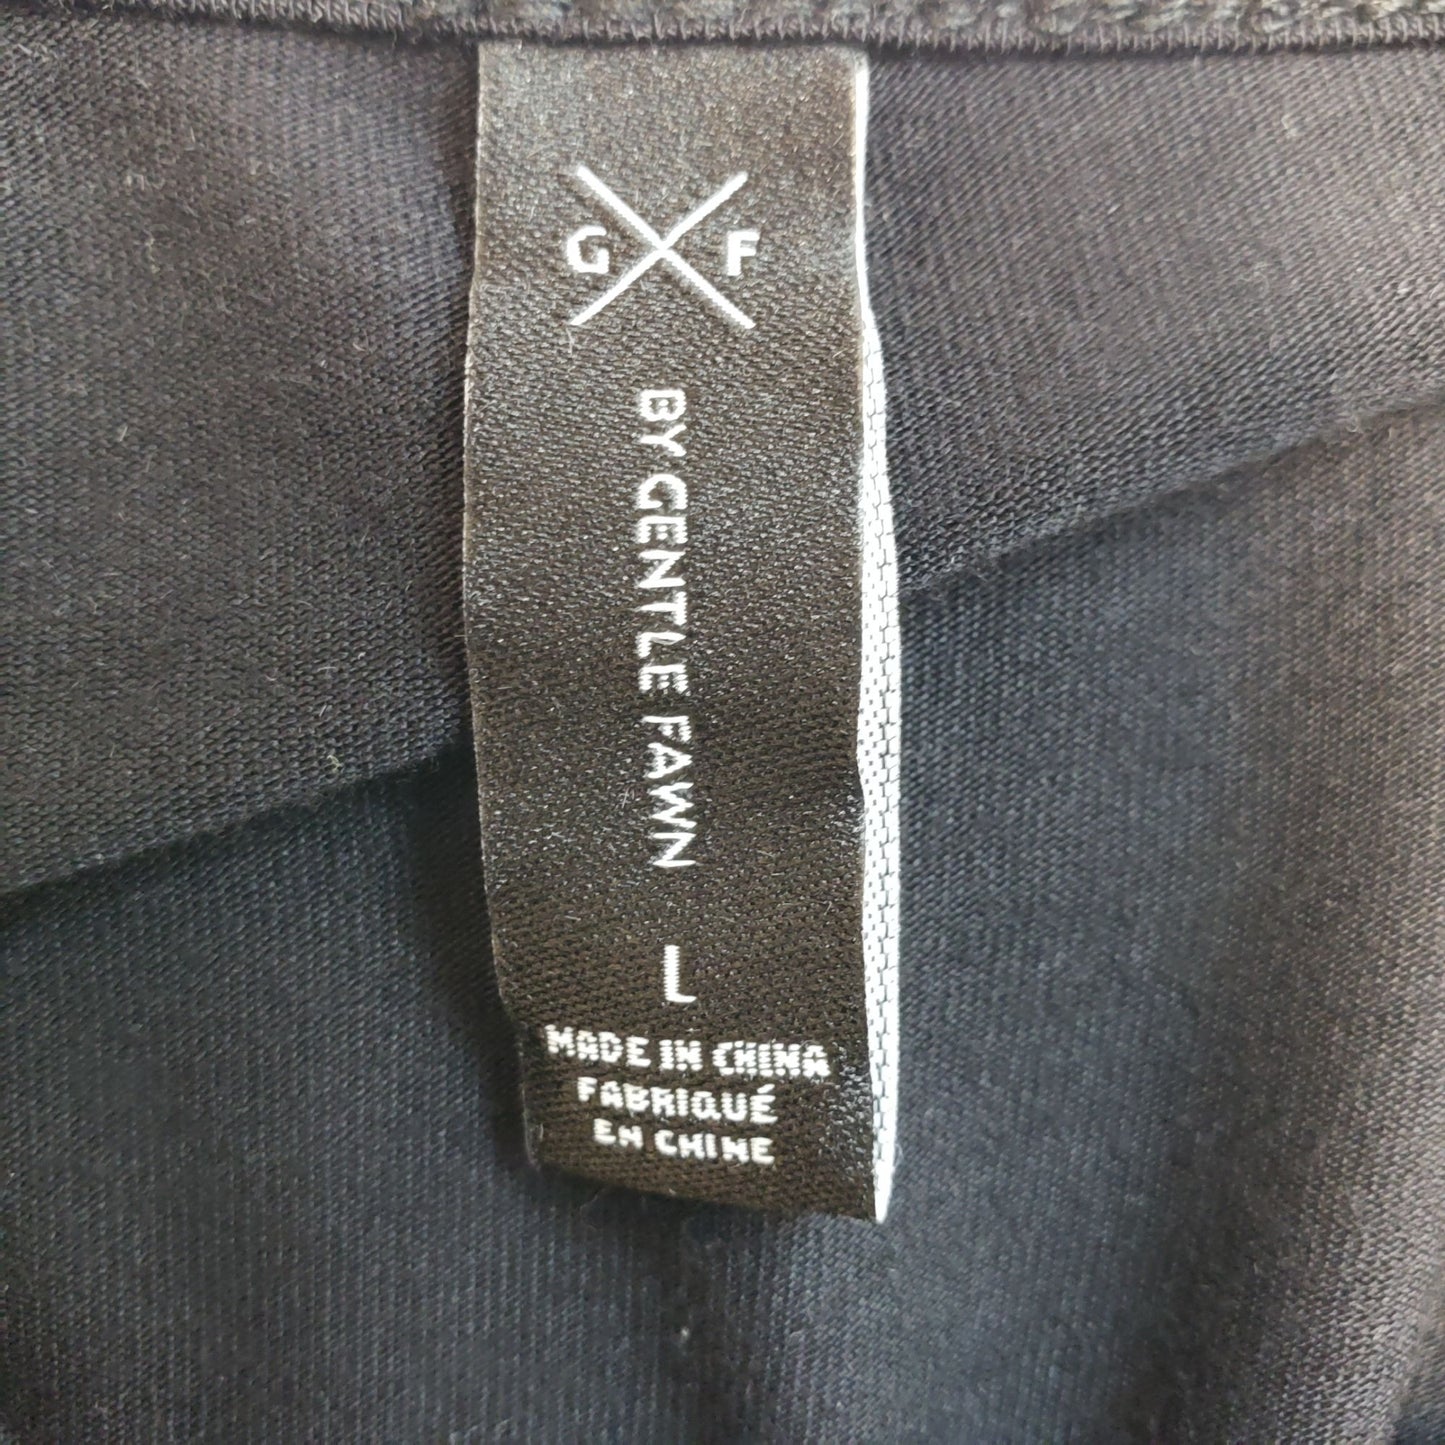 G F
BY GENTLE FAWN
L
MADE IN CHINA
FABRIQUÉ
EN CHINE